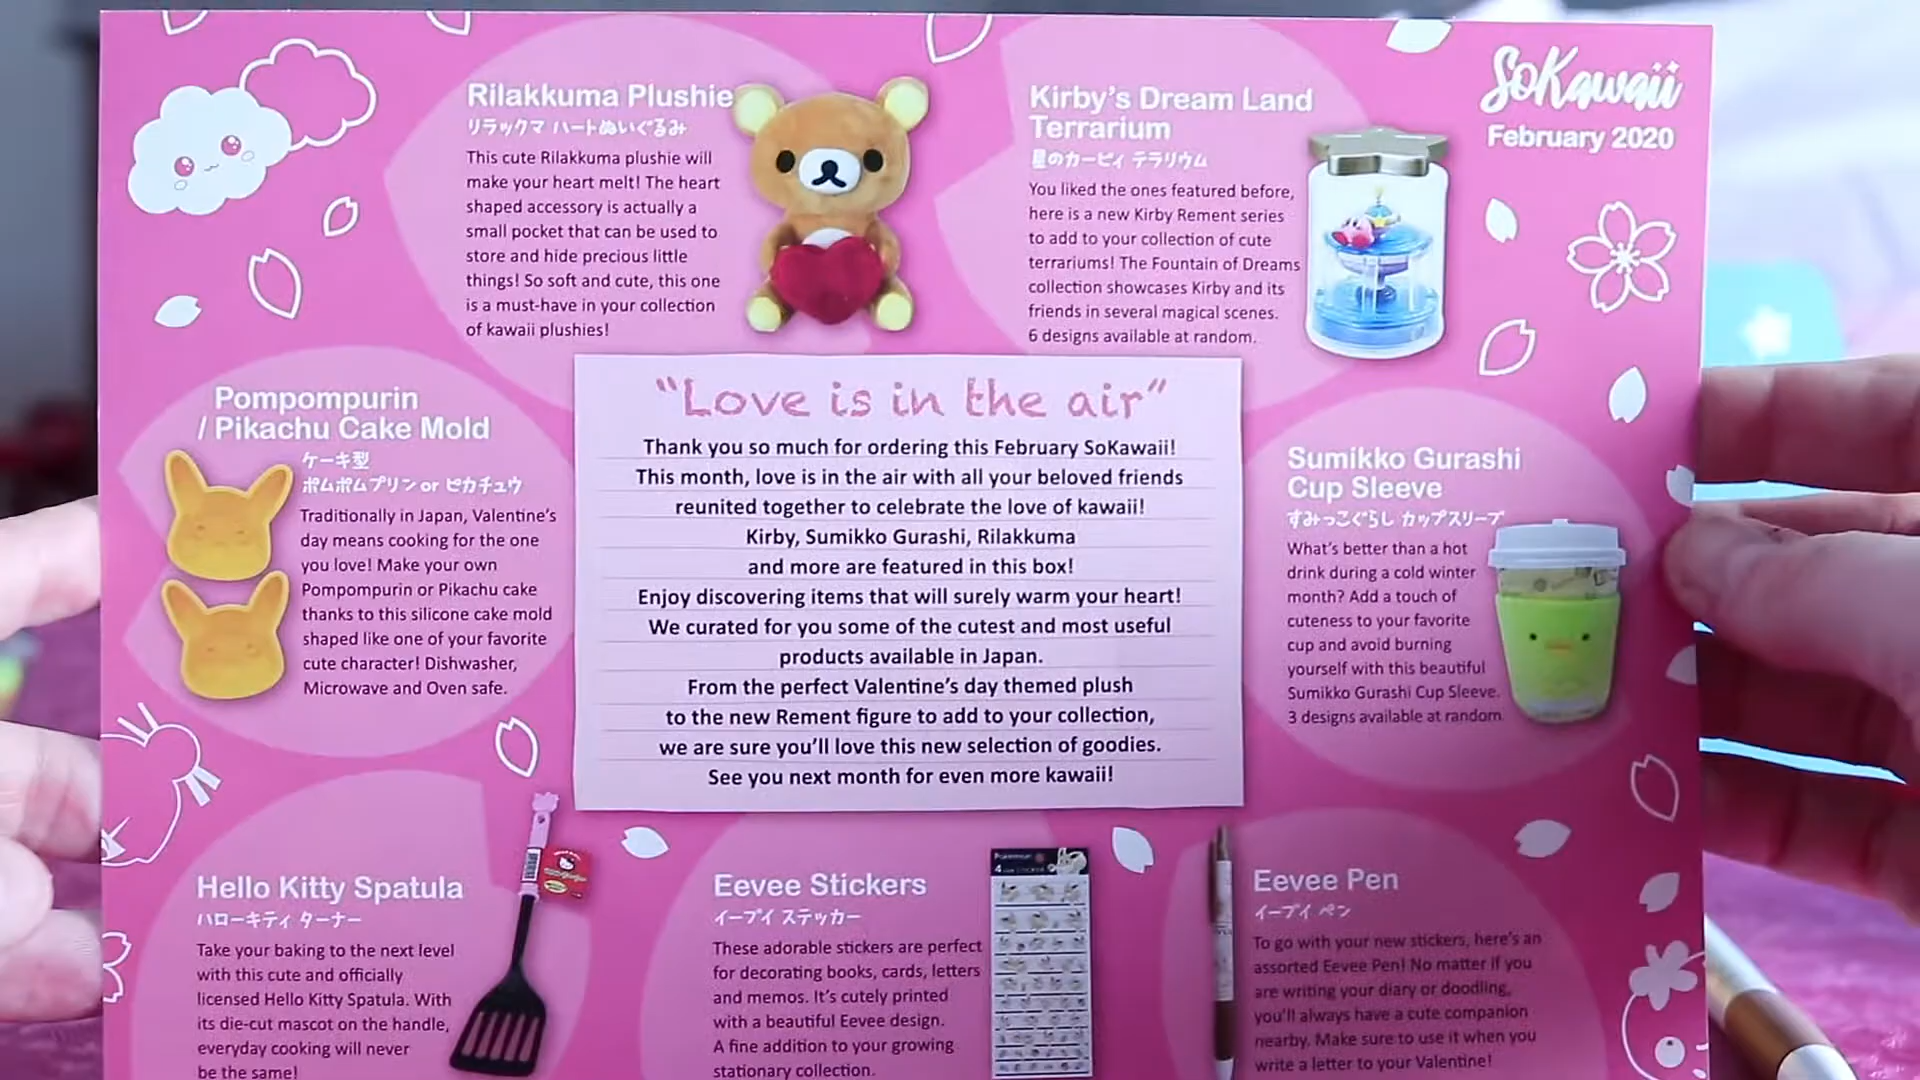 SoKawaii
February 2020
Rilakkuma Plushie
リラックマ ハートぬいぐるみ
This cute Rilakkuma plushie will
make your heart melt! The heart
shaped accessory is actually a
small pocket that can be used to
store and hide precious little
things! So soft and cute, this one
is a must-have in your collection
of kawaii plushies!
Kirby's Dream Land
Terrarium
星のカービィ テラリウム
You liked the ones featured before,
here is a new Kirby Rement series
to add to your collection of cute
terrariums! The Fountain of Dreams
collection showcases Kirby and its
friends in several magical scenes.
6 designs available at random.
Pompompurin
/ Pikachu Cake Mold
ケーキ型
ポムポムプリン or ピカチュウ
Traditionally in Japan, Valentine's
day means cooking for the one
you love! Make your own
Pompompurin or Pikachu cake
thanks to this silicone cake mold
shaped like one of your favorite
cute character! Dishwasher,
Microwave and Oven safe.
"Love is in the air"
Thank you so much for ordering this February SoKawaii!
This month, love is in the air with all your beloved friends
reunited together to celebrate the love of kawaii!
Kirby, Sumikko Gurashi, Rilakkuma
and more are featured in this box!
Enjoy discovering items that will surely warm your heart!
We curated for you some of the cutest and most useful
products available in Japan.
From the perfect Valentine's day themed plush
to the new Rement figure to add to your collection,
we are sure you'll love this new selection of goodies.
See you next month for even more kawaii!
Sumikko Gurashi
Cup Sleeve
すみっこぐらし カップスリーブ
What's better than a hot
drink during a cold winter
month? Add a touch of
cuteness to your favorite
cup and avoid burning
yourself with this beautiful
Sumikko Gurashi Cup Sleeve.
3 designs available at random
Hello Kitty Spatula
ハローキティ ターナー
Take your baking to the next level
with this cute and officially
licensed Hello Kitty Spatula. With
its die-cut mascot on the handle,
everyday cooking will never
be the same!
Eevee Stickers
イーブイ ステッカー
These adorable stickers are perfect
for decorating books, cards, letters
and memos. It's cutely printed
with a beautiful Eevee design.
A fine addition to your growing
stationary collection.
Eevee Pen
イーブイ ペン
To go with your new stickers, here's an
assorted Eevee Pen! No matter if you
are writing your diary or doodling,
you'll always have a cute companion
nearby. Make sure to use it when you
write a letter to your Valentine!